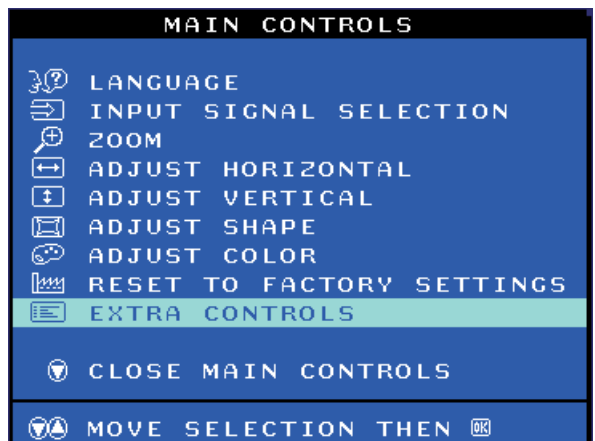 MAIN CONTROLS
LANGUAGE
INPUT SIGNAL SELECTION
ZOOM
ADJUST HORIZONTAL
ADJUST VERTICAL
ADJUST SHAPE
ADJUST COLOR
RESET TO FACTORY SETTINGS
EXTRA CONTROLS
CLOSE MAIN CONTROLS
MOVE SELECTION THEN OK